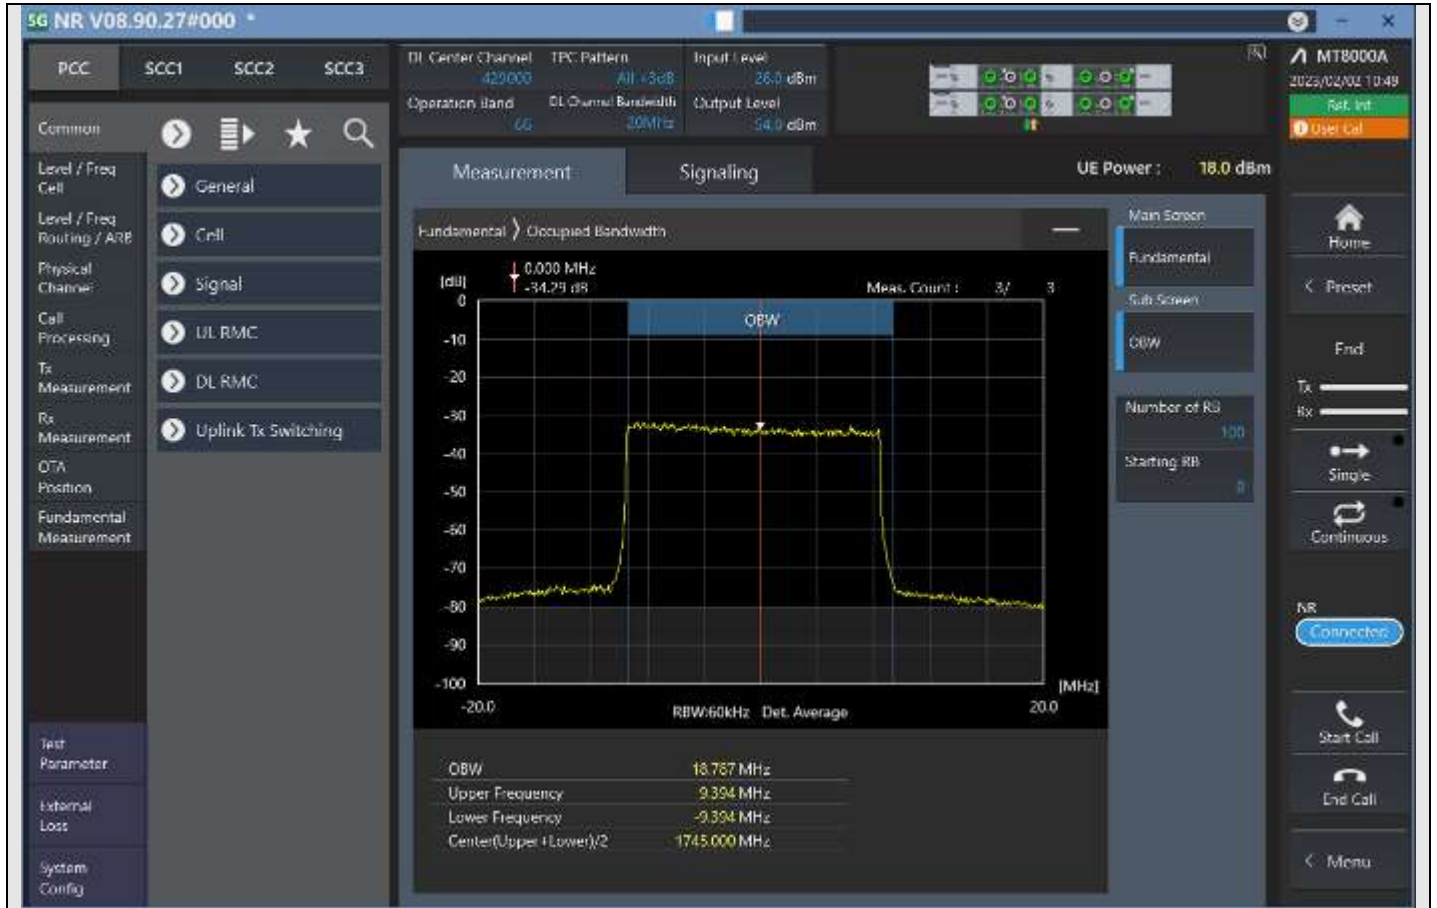 5G NR V08.90.27#000 *
PCC SCC1 SCC2 SCC3
DL Center Channel TPC Pattern Input Level
429000 All +3dB 26.0 dBm
Operation Band DL Channel Bandwidth Output Level
66 20MHz 54.0 dBm
MT8000A
2023/02/02 10:49
Ref. Int
User Cal
Common
Level / Freq
Cell
Level / Freq
Routing / ARB
Physical
Channel
Call
Processing
Tx
Measurement
Rx
Measurement
OTA
Position
Fundamental
Measurement
Test
Parameter
External
Loss
System
Config
General
Cell
Signal
UL RMC
DL RMC
Uplink Tx Switching
Measurement Signaling
UE Power : 18.0 dBm
Fundamental Occupied Bandwidth
[dB] 0.000 MHz
-34.29 dB
Meas. Count : 3/ 3
OBW
0
-10
-20
-30
-40
-50
-60
-70
-80
-90
-100
[MHz]
-20.0 20.0
RBW:60kHz Det. Average
OBW 18.787 MHz
Upper Frequency 9.394 MHz
Lower Frequency -9.394 MHz
Center(Upper+Lower)/2 1745.000 MHz
Main Screen
Fundamental
Sub Screen
OBW
Number of RB
100
Starting RB
0
Home
< Preset
End
Tx
Rx
Single
Continuous
NR
Connected
Start Call
End Call
< Menu